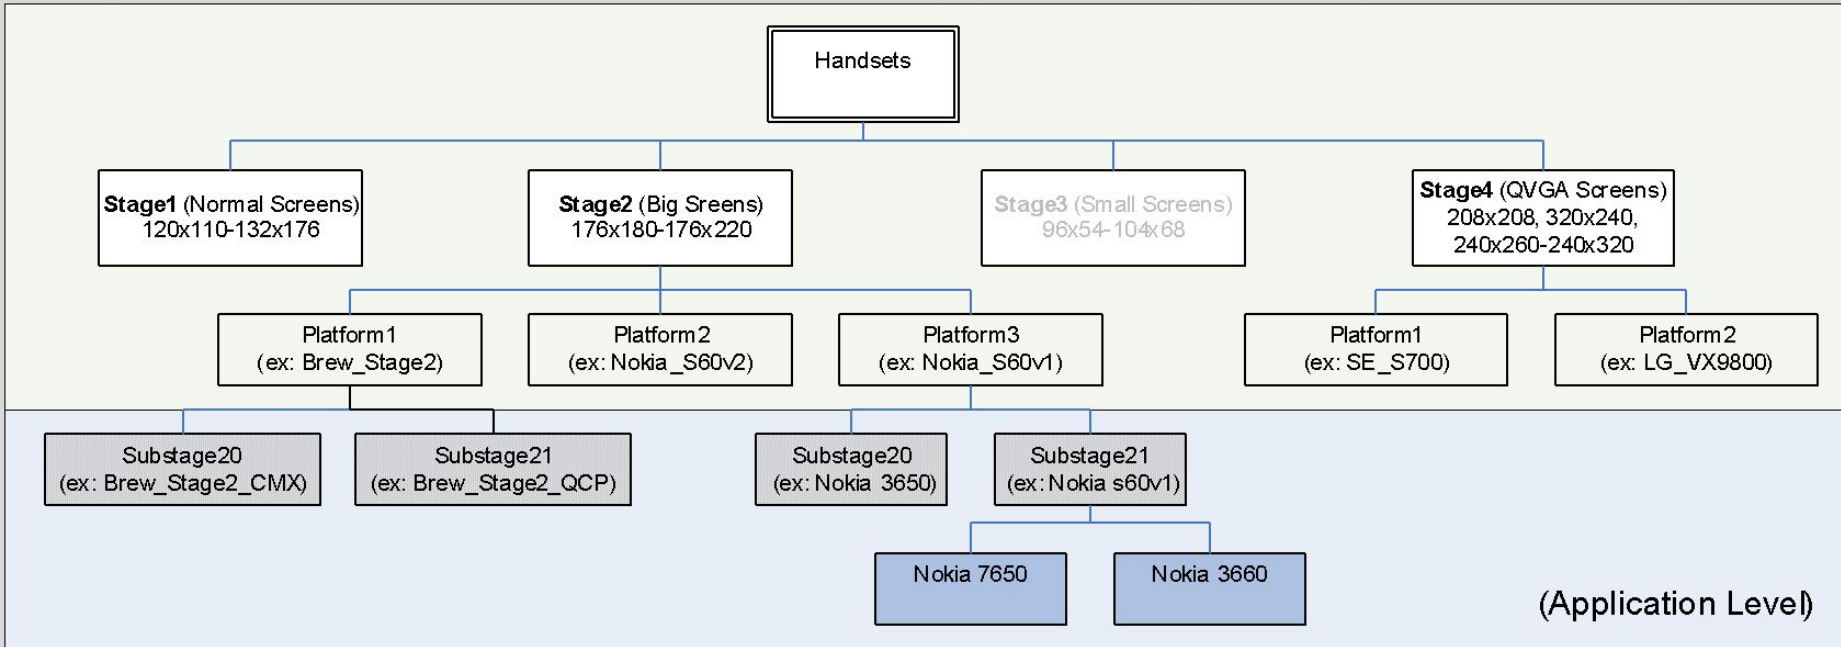 Handsets
Stage1 (Normal Screens)
120x110-132x176
Stage2 (Big Sreens)
176x180-176x220
Stage3 (Small Screens)
96x54-104x68
Stage4 (QVGA Screens)
208x208, 320x240,
240x260-240x320
Platform1
(ex: Brew_Stage2)
Platform2
(ex: Nokia_S60v2)
Platform3
(ex: Nokia_S60v1)
Platform1
(ex: SE_S700)
Platform2
(ex: LG_VX9800)
Substage20
(ex: Brew_Stage2_CMX)
Substage21
(ex: Brew_Stage2_QCP)
Substage20
(ex: Nokia 3650)
Substage21
(ex: Nokia s60v1)
Nokia 7650
Nokia 3660
(Application Level)